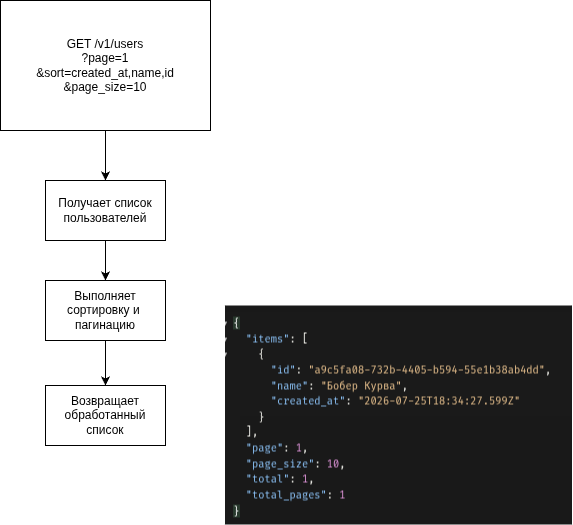 GET /v1/users
?page=1
&sort=created_at,name,id
&page_size=10
Получает список
пользователей
Выполняет
сортировку и
пагинацию
Возвращает
обработанный
список
{
"items": [
{
"id": "a9c5fa08-732b-4405-b594-55e1b38ab4dd",
"name": "Бобер Курва",
"created_at": "2026-07-25T18:34:27.599Z"
}
],
"page": 1,
"page_size": 10,
"total": 1,
"total_pages": 1
}